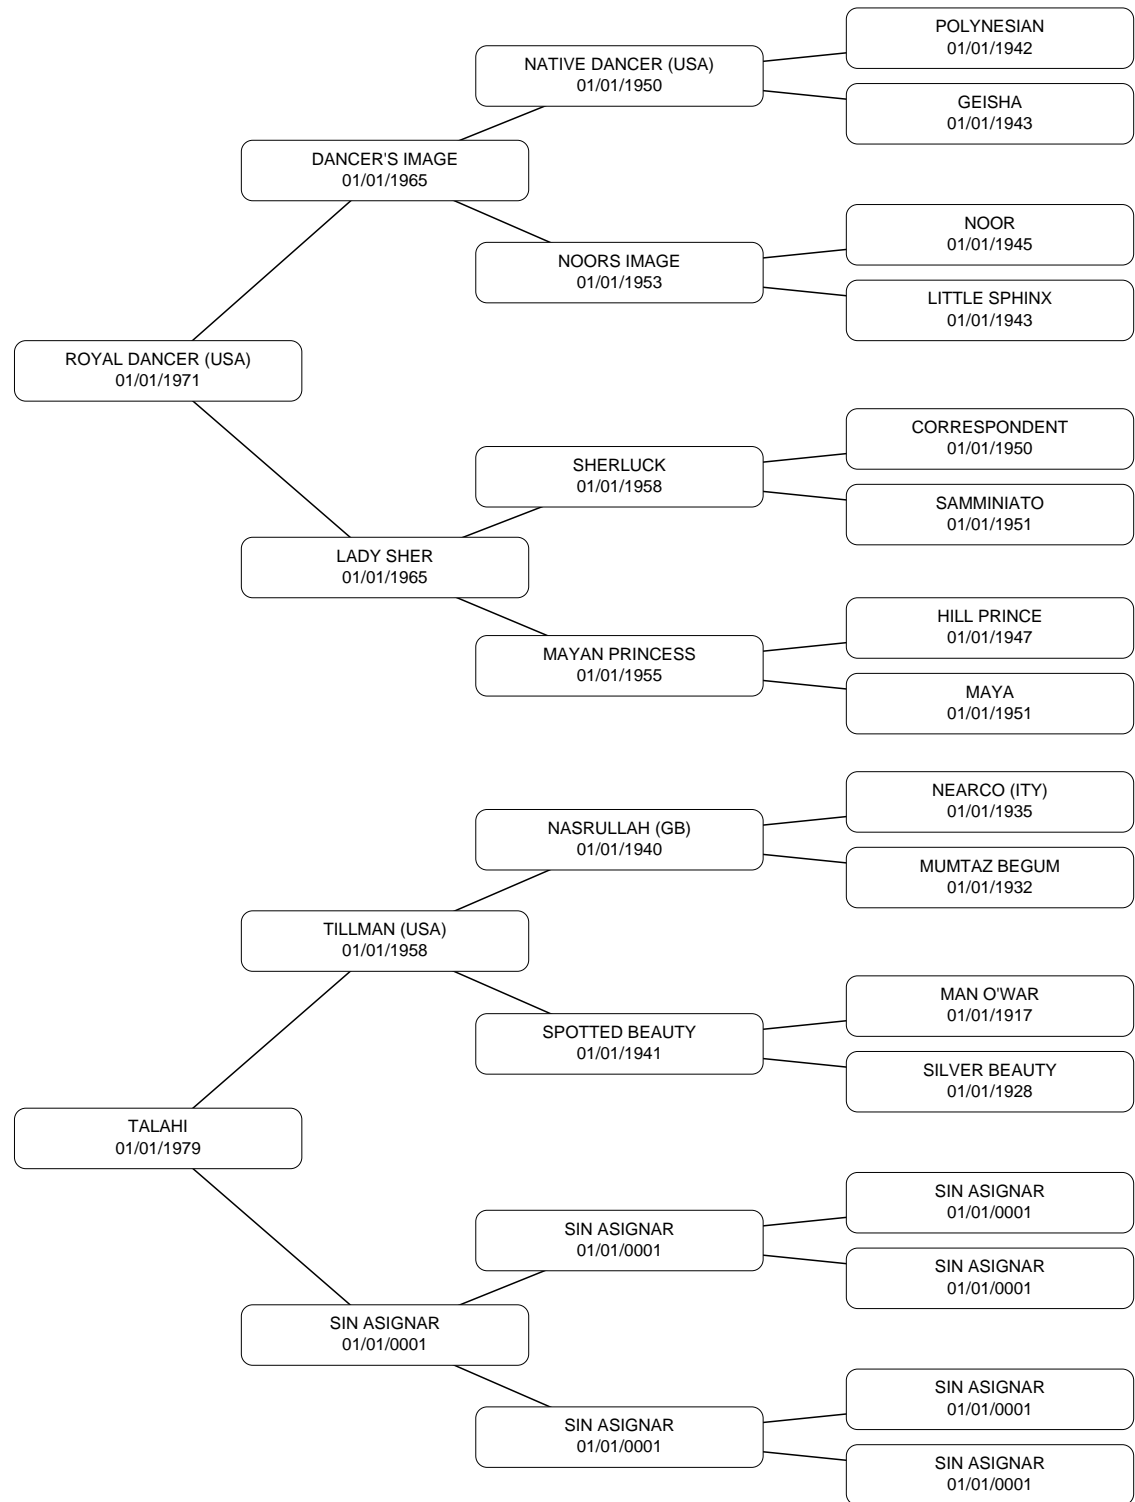 POLYNESIAN
01/01/1942
NATIVE DANCER (USA)
01/01/1950
GEISHA
01/01/1943
DANCER'S IMAGE
01/01/1965
NOOR
01/01/1945
NOORS IMAGE
01/01/1953
LITTLE SPHINX
01/01/1943
ROYAL DANCER (USA)
01/01/1971
CORRESPONDENT
01/01/1950
SHERLUCK
01/01/1958
SAMMINIATO
01/01/1951
LADY SHER
01/01/1965
HILL PRINCE
01/01/1947
MAYAN PRINCESS
01/01/1955
MAYA
01/01/1951
NEARCO (ITY)
01/01/1935
NASRULLAH (GB)
01/01/1940
MUMTAZ BEGUM
01/01/1932
TILLMAN (USA)
01/01/1958
MAN O'WAR
01/01/1917
SPOTTED BEAUTY
01/01/1941
SILVER BEAUTY
01/01/1928
TALAHI
01/01/1979
SIN ASIGNAR
01/01/0001
SIN ASIGNAR
01/01/0001
SIN ASIGNAR
01/01/0001
SIN ASIGNAR
01/01/0001
SIN ASIGNAR
01/01/0001
SIN ASIGNAR
01/01/0001
SIN ASIGNAR
01/01/0001